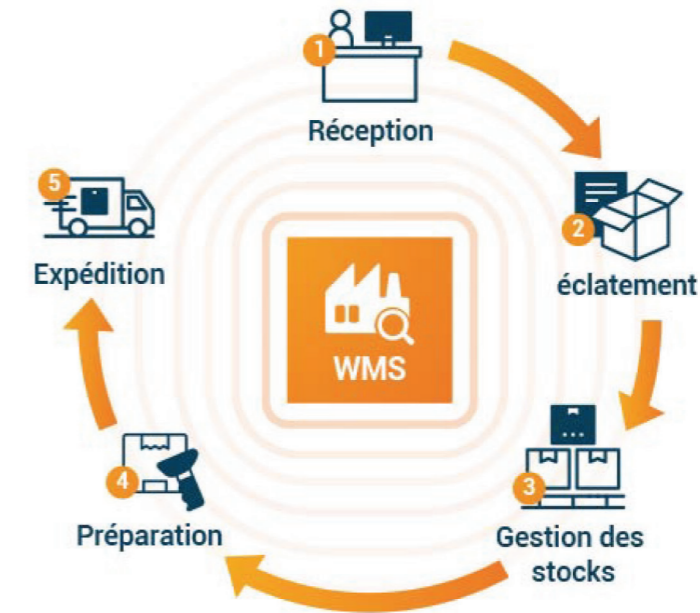 1
Réception
2
éclatement
3
Gestion des
stocks
4
Préparation
5
Expédition
WMS